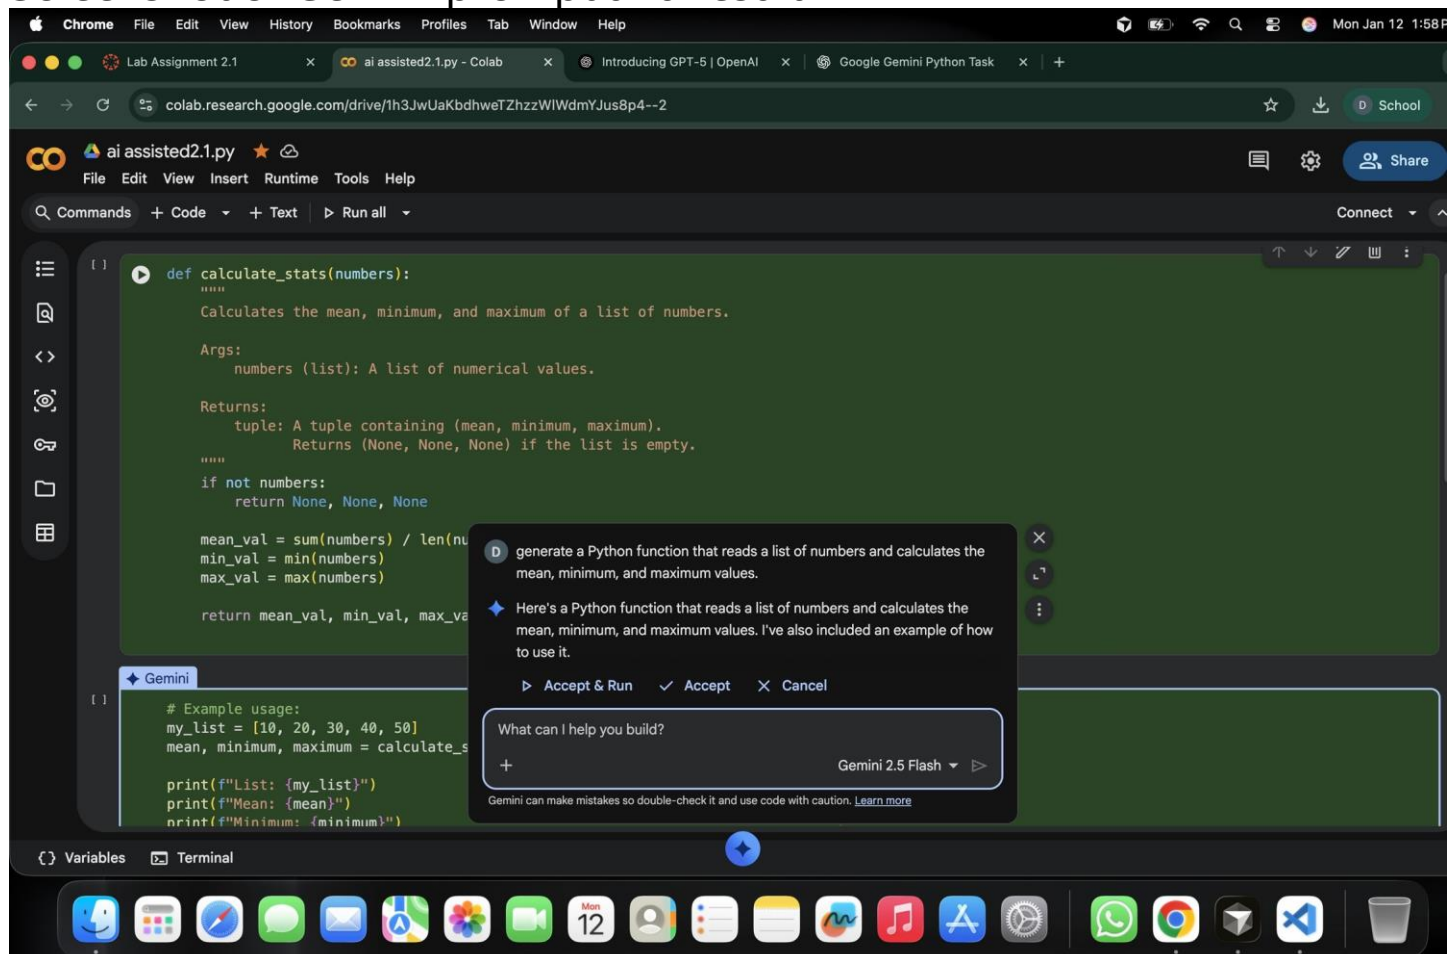 Chrome File Edit View History Bookmarks Profiles Tab Window Help Mon Jan 12 1:58
Lab Assignment 2.1 ai assisted2.1.py - Colab Introducing GPT-5 | OpenAI Google Gemini Python Task
colab.research.google.com/drive/1h3JwUaKbdhweTZhzzWIWdmYJus8p4--2 D School
ai assisted2.1.py
Share
File Edit View Insert Runtime Tools Help
Commands + Code + Text Run all Connect
[ ] def calculate_stats(numbers):
"""
Calculates the mean, minimum, and maximum of a list of numbers.
Args:
numbers (list): A list of numerical values.
Returns:
tuple: A tuple containing (mean, minimum, maximum).
Returns (None, None, None) if the list is empty.
"""
if not numbers:
return None, None, None
mean_val = sum(numbers) / len(nu
min_val = min(numbers)
max_val = max(numbers)
return mean_val, min_val, max_va
D generate a Python function that reads a list of numbers and calculates the
mean, minimum, and maximum values.
Here's a Python function that reads a list of numbers and calculates the
mean, minimum, and maximum values. I've also included an example of how
to use it.
Accept & Run Accept Cancel
What can I help you build?
+ Gemini 2.5 Flash
Gemini can make mistakes so double-check it and use code with caution. Learn more
Gemini
[ ] # Example usage:
my_list = [10, 20, 30, 40, 50]
mean, minimum, maximum = calculate_s
print(f"List: {my_list}")
print(f"Mean: {mean}")
print(f"Minimum: {minimum}")
{} Variables Terminal
Mon
12